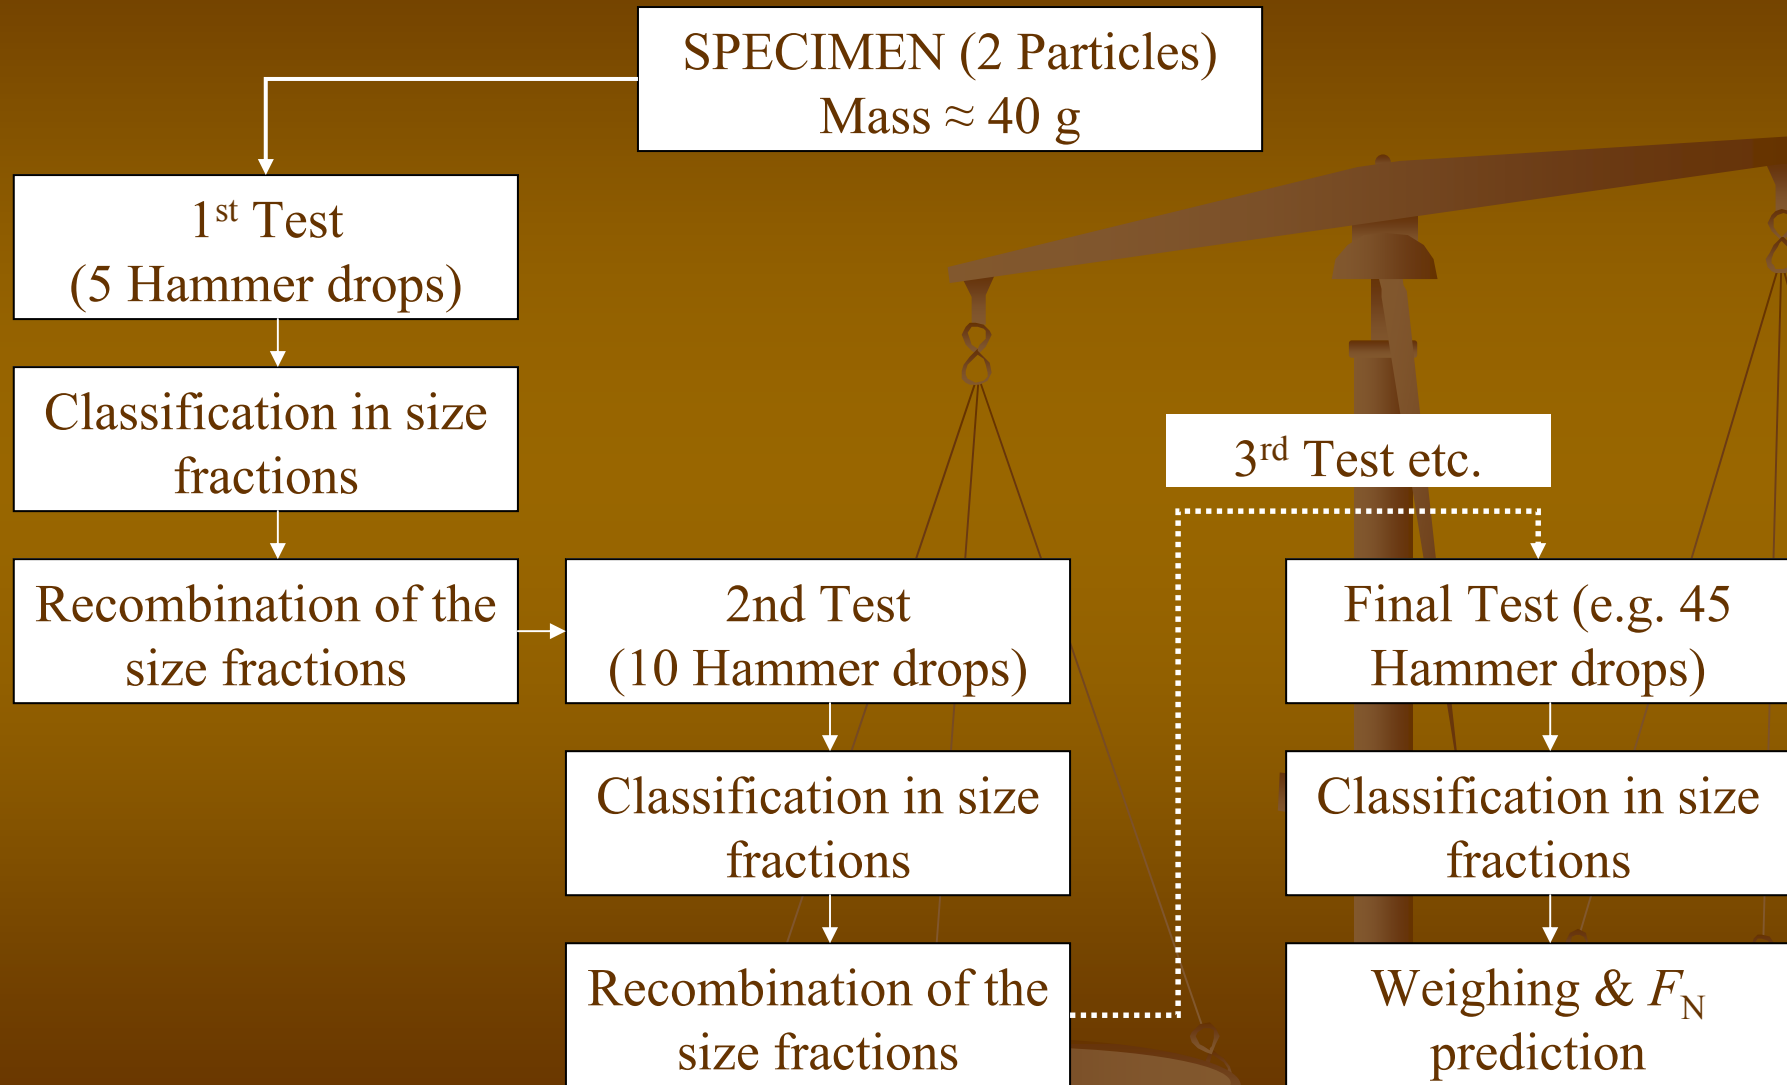 SPECIMEN (2 Particles)
Mass ≈ 40 g
1st Test
(5 Hammer drops)
Classification in size
fractions
Recombination of the
size fractions
2nd Test
(10 Hammer drops)
Classification in size
fractions
Recombination of the
size fractions
3rd Test etc.
Final Test (e.g. 45
Hammer drops)
Classification in size
fractions
Weighing & FN
prediction